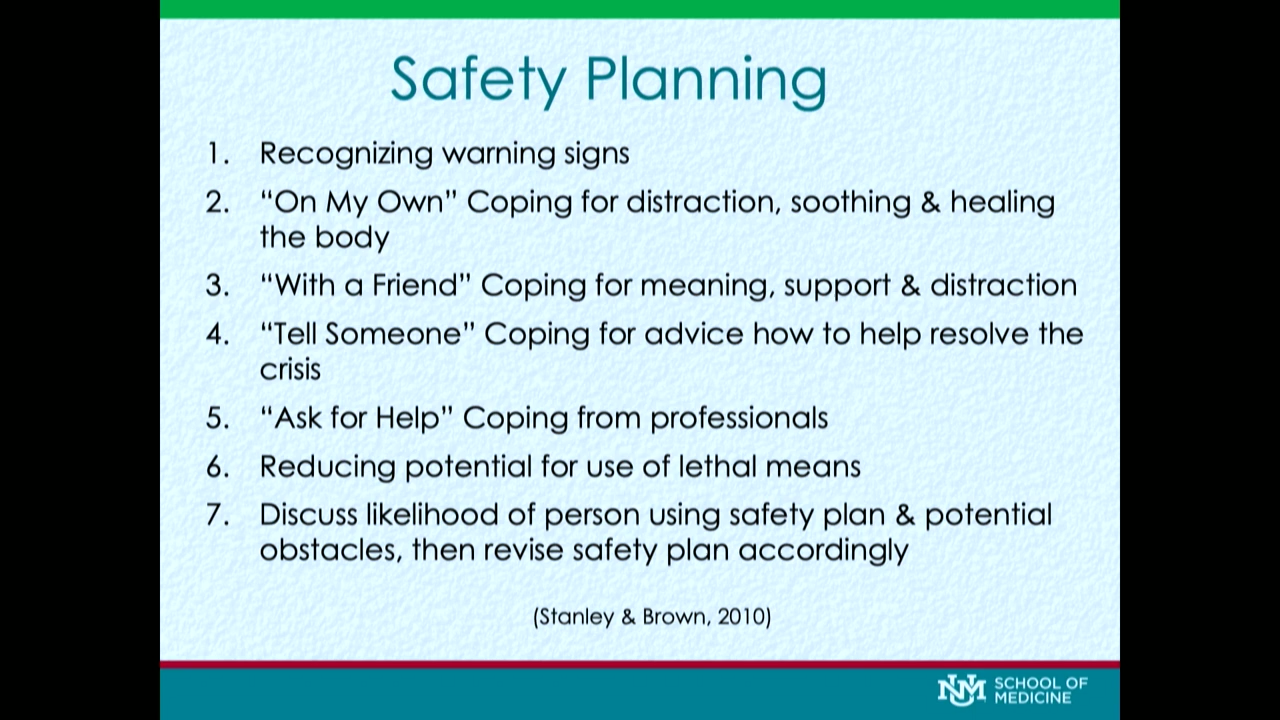 Safety Planning
1. Recognizing warning signs
2. “On My Own” Coping for distraction, soothing & healing
the body
3. “With a Friend” Coping for meaning, support & distraction
4. “Tell Someone” Coping for advice how to help resolve the
crisis
5. “Ask for Help” Coping from professionals
6. Reducing potential for use of lethal means
7. Discuss likelihood of person using safety plan & potential
obstacles, then revise safety plan accordingly
(Stanley & Brown, 2010)
UNM SCHOOL OF
MEDICINE